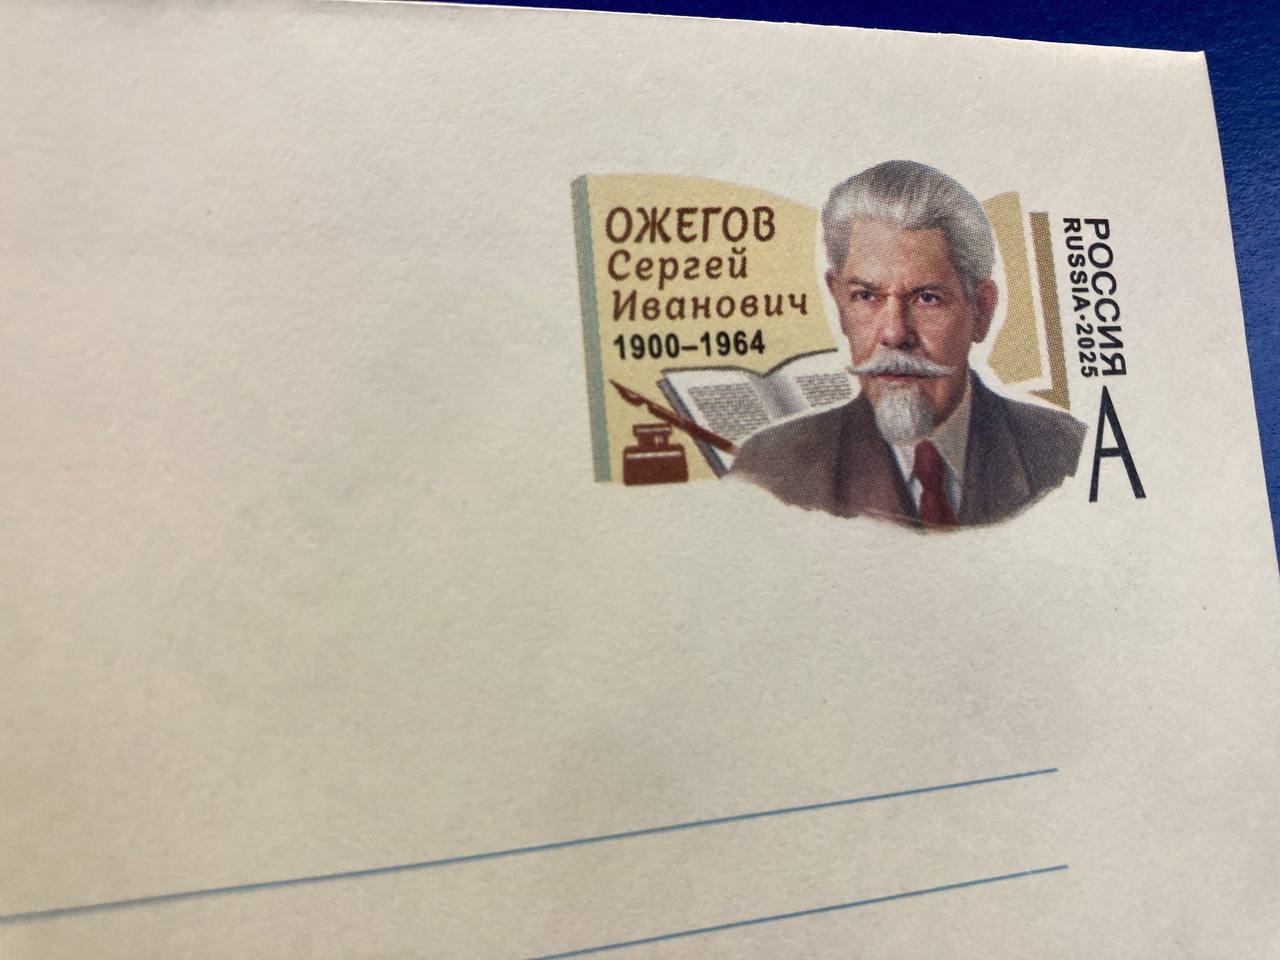 ОЖЕГОВ
Сергей
Иванович
1900–1964
РОССИЯ
RUSSIA·2025
А